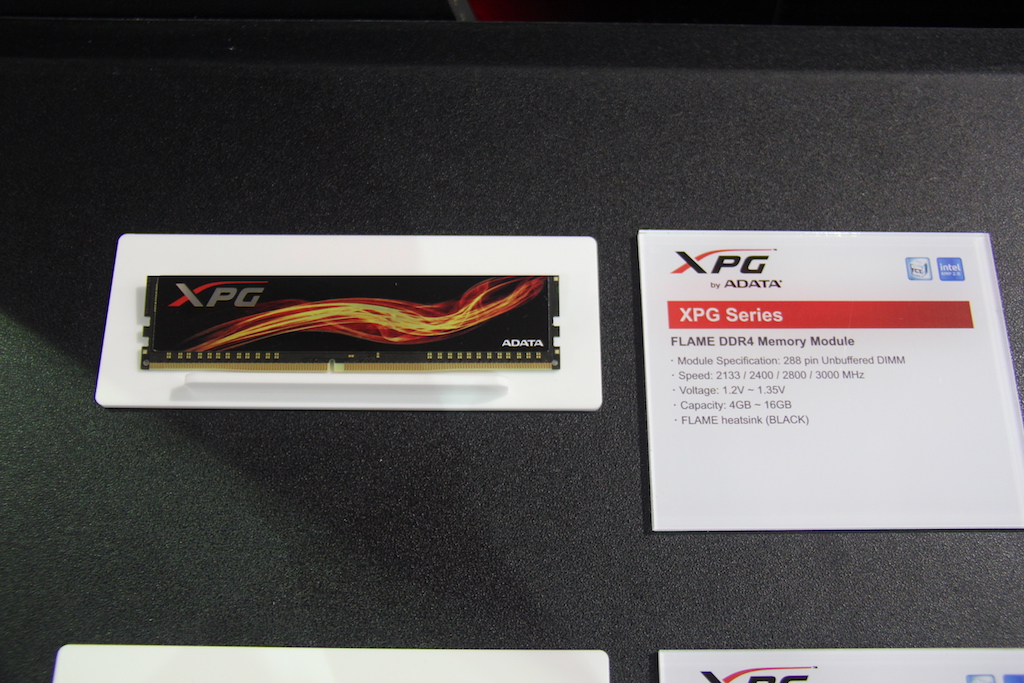 XPG
ADATA
XPG
by ADATA
intel
XPG Series
FLAME DDR4 Memory Module
· Module Specification: 288 pin Unbuffered DIMM
· Speed: 2133 / 2400 / 2800 / 3000 MHz
· Voltage: 1.2V ~ 1.35V
· Capacity: 4GB ~ 16GB
· FLAME heatsink (BLACK)
XPG